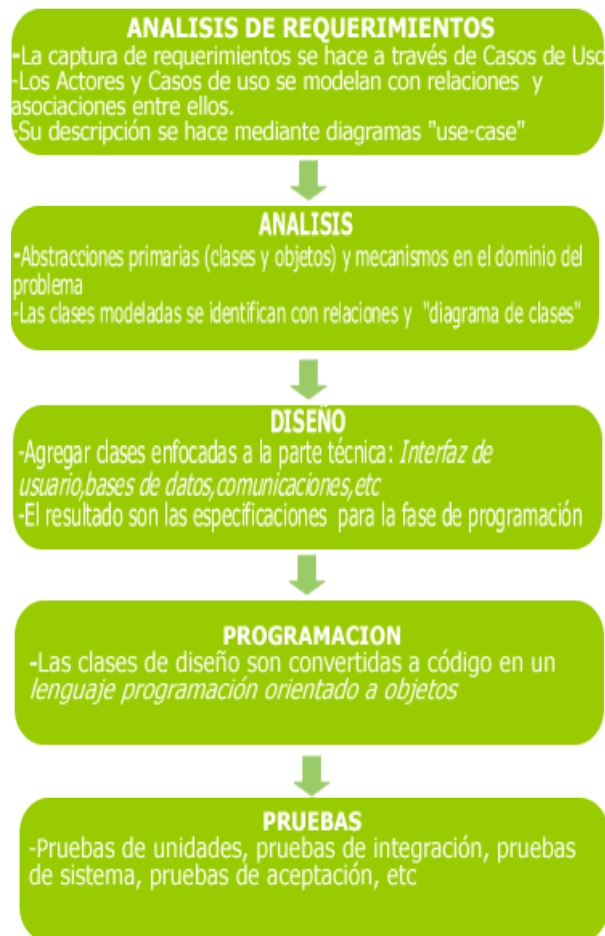 ANALISIS DE REQUERIMIENTOS
-La captura de requerimientos se hace a través de Casos de Uso
-Los Actores y Casos de uso se modelan con relaciones y
asociaciones entre ellos.
-Su descripción se hace mediante diagramas "use-case"
ANALISIS
-Abstracciones primarias (clases y objetos) y mecanismos en el dominio del
problema
-Las clases modeladas se identifican con relaciones y "diagrama de clases"
DISEÑO
-Agregar clases enfocadas a la parte técnica: Interfaz de
usuario,bases de datos,comunicaciones,etc
-El resultado son las especificaciones para la fase de programación
PROGRAMACION
-Las clases de diseño son convertidas a código en un
lenguaje programación orientado a objetos
PRUEBAS
-Pruebas de unidades, pruebas de integración, pruebas
de sistema, pruebas de aceptación, etc